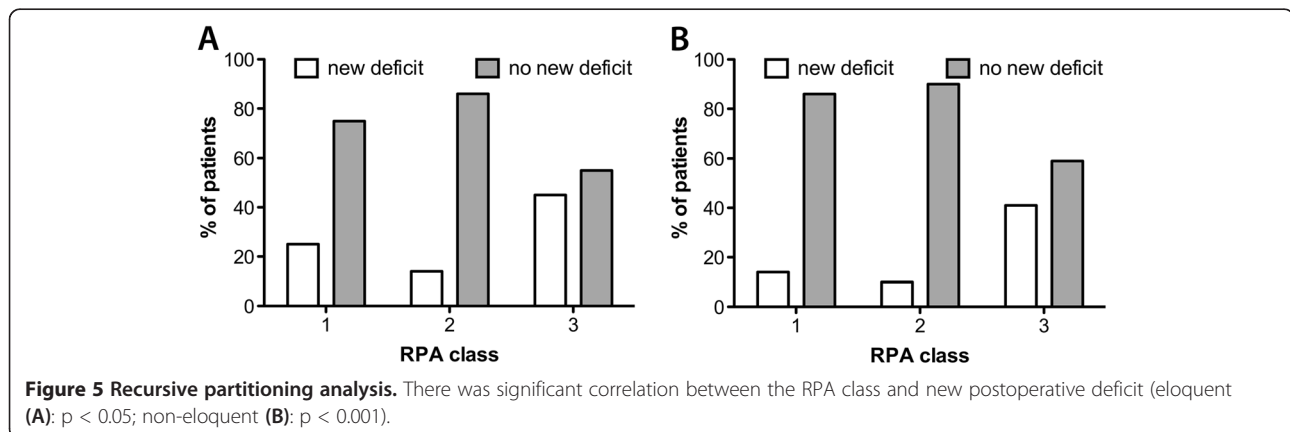 A
100
80
60
40
20
0
% of patients
new deficit
no new deficit
1
2
3
RPA class
B
100
80
60
40
20
0
% of patients
new deficit
no new deficit
1
2
3
RPA class
Figure 5 Recursive partitioning analysis. There was significant correlation between the RPA class and new postoperative deficit (eloquent
(A): p < 0.05; non-eloquent (B): p < 0.001).